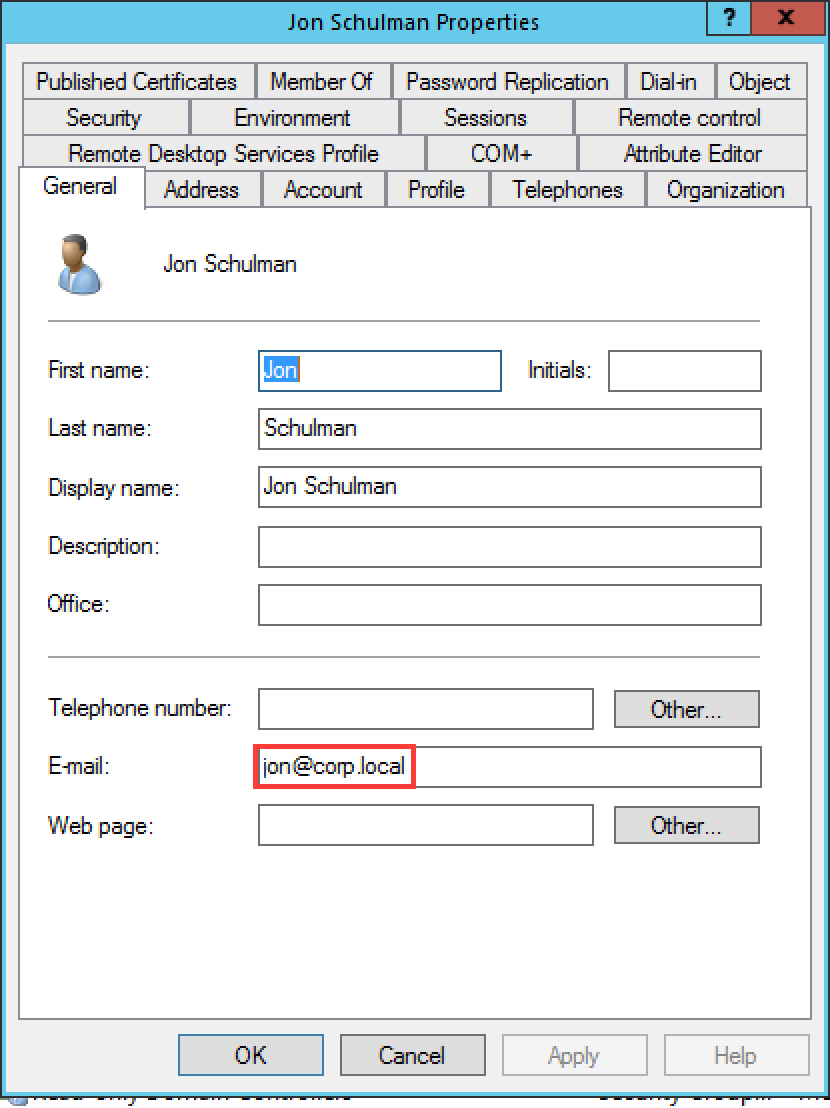 Jon Schulman Properties
? x
Published Certificates Member Of Password Replication Dial-in Object
Security Environment Sessions Remote control
Remote Desktop Services Profile COM+ Attribute Editor
General Address Account Profile Telephones Organization
Jon Schulman
First name: Jon Initials:
Last name: Schulman
Display name: Jon Schulman
Description:
Office:
Telephone number: Other...
E-mail: jon@corp.local
Web page: Other...
OK Cancel Apply Help